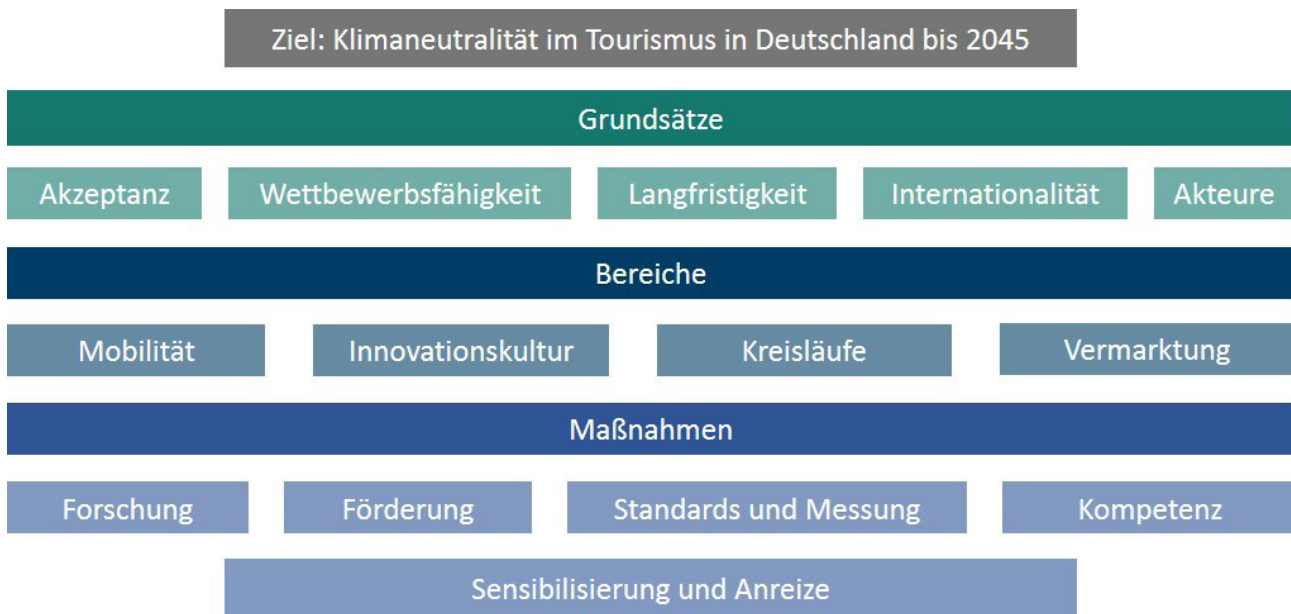 Ziel: Klimaneutralität im Tourismus in Deutschland bis 2045
Grundsätze
Akzeptanz
Wettbewerbsfähigkeit
Langfristigkeit
Internationalität
Akteure
Bereiche
Mobilität
Innovationskultur
Kreisläufe
Vermarktung
Maßnahmen
Forschung
Förderung
Standards und Messung
Kompetenz
Sensibilisierung und Anreize